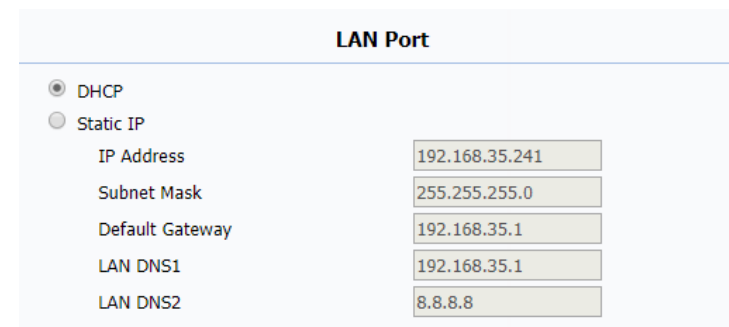 LAN Port
DHCP
Static IP
IP Address 192.168.35.241
Subnet Mask 255.255.255.0
Default Gateway 192.168.35.1
LAN DNS1 192.168.35.1
LAN DNS2 8.8.8.8